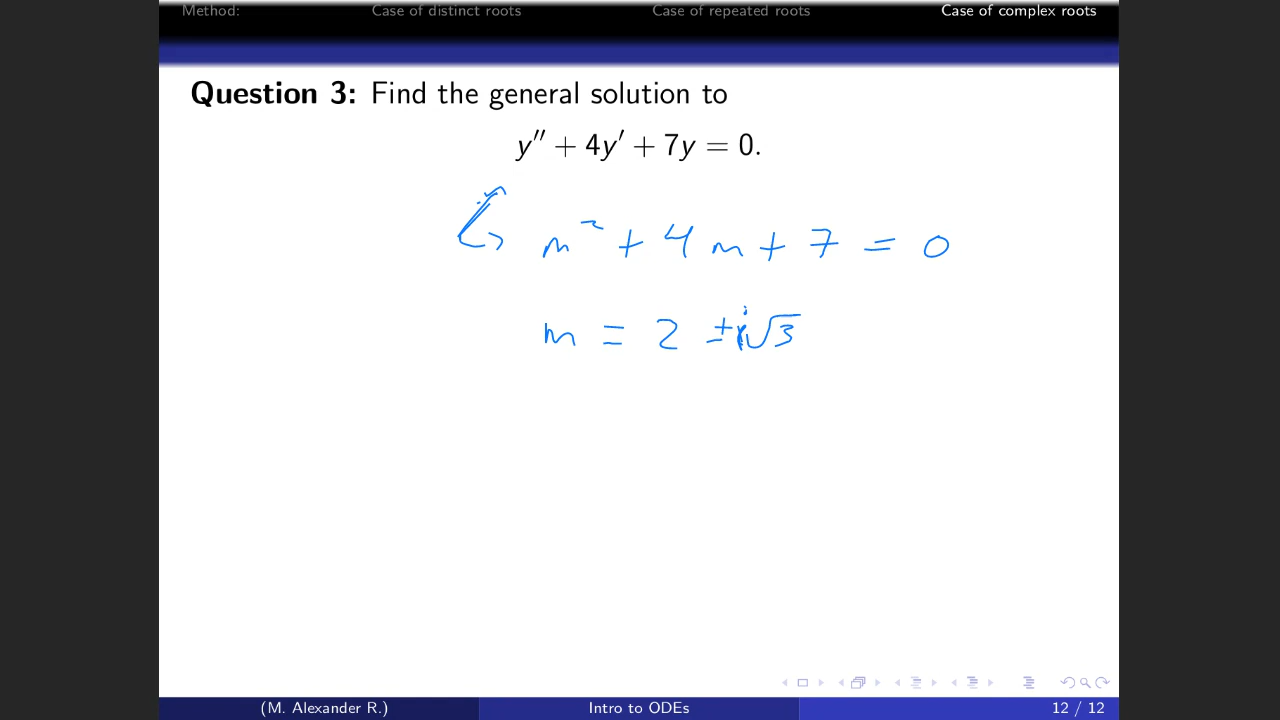 Method: Case of distinct roots Case of repeated roots Case of complex roots
Question 3: Find the general solution to
y″ + 4y′ + 7y = 0.
m² + 4m + 7 = 0
m = 2 ± i√3
(M. Alexander R.) Intro to ODEs 12 / 12